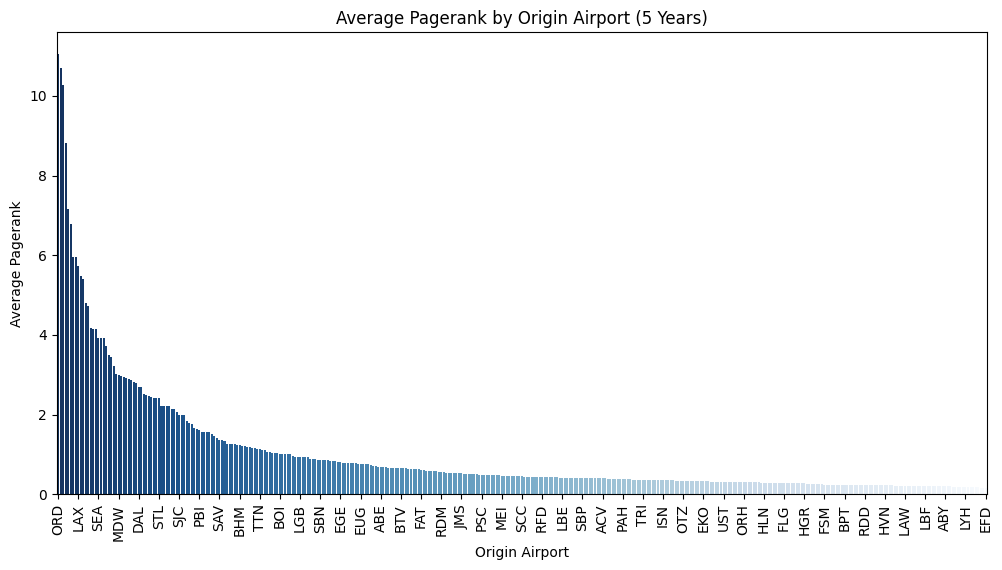 Average Pagerank by Origin Airport (5 Years)
Average Pagerank
10
8
6
4
2
0
ORD LAX SEA MDW DAL STL SJC PBI SAV BHM TTN BOI LGB SBN EGE EUG ABE BTV FAT RDM JMS PSC MEI SCC RFD LBE SBP ACV PAH TRI ISN OTZ EKO UST ORH HLN FLG HGR FSM BPT RDD HVN LAW LBF ABY LYH EFD
Origin Airport